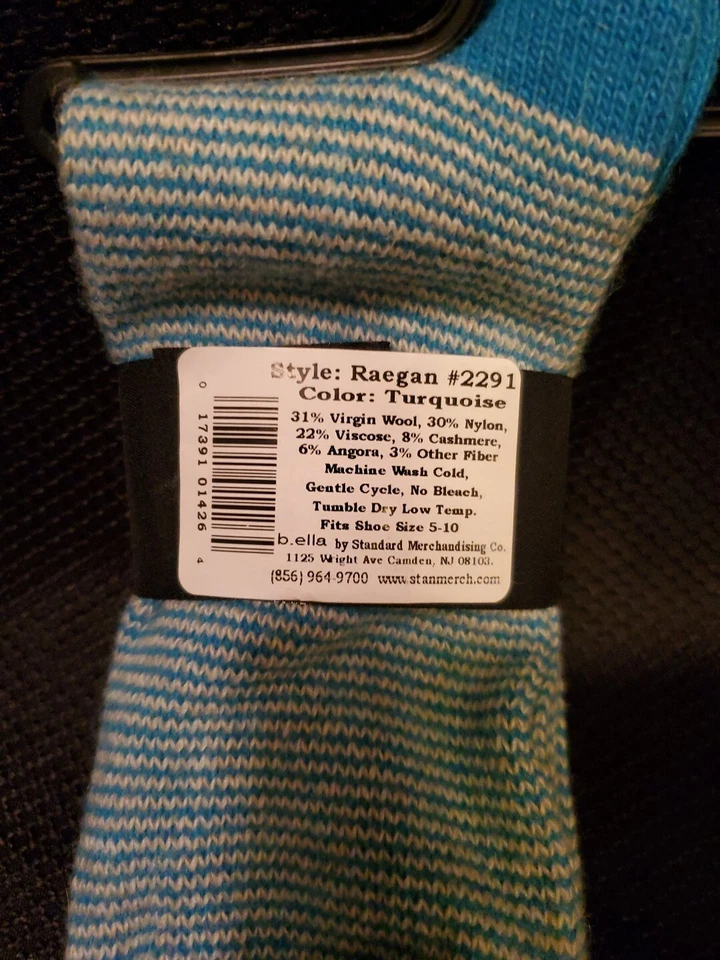 Style: Raegan #2291
Color: Turquoise
31% Virgin Wool, 30% Nylon,
22% Viscose, 8% Cashmere,
6% Angora, 3% Other Fiber
Machine Wash Cold,
Gentle Cycle, No Bleach,
Tumble Dry Low Temp.
Fits Shoe Size 5-10
b.ella by Standard Merchandising Co.
1125 Wright Ave Camden, NJ 08103.
(856) 964-9700 www.stanmerch.com
0 17391 01426 4